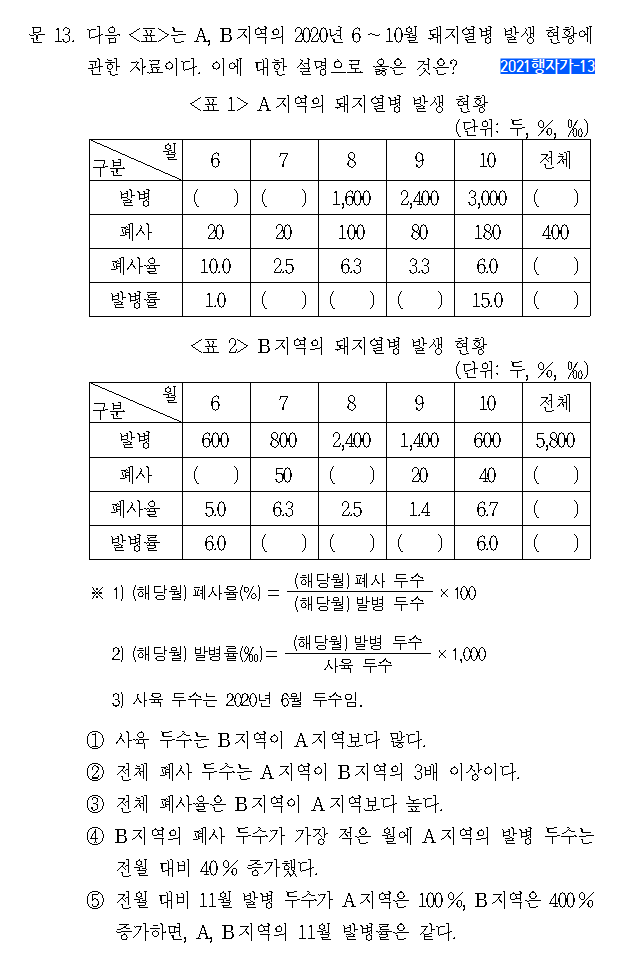 문 13. 다음 <표>는 A, B지역의 2020년 6 ~ 10월 돼지열병 발생 현황에
관한 자료이다. 이에 대한 설명으로 옳은 것은? 2021행자가-13
<표 1> A지역의 돼지열병 발생 현황
(단위: 두, %, ‰)
구분 월 6 7 8 9 10 전체
발병 ( ) ( ) 1,600 2,400 3,000 ( )
폐사 20 20 100 80 180 400
폐사율 10.0 2.5 6.3 3.3 6.0 ( )
발병률 1.0 ( ) ( ) ( ) 15.0 ( )
<표 2> B지역의 돼지열병 발생 현황
(단위: 두, %, ‰)
구분 월 6 7 8 9 10 전체
발병 600 800 2,400 1,400 600 5,800
폐사 ( ) 50 ( ) 20 40 ( )
폐사율 5.0 6.3 2.5 1.4 6.7 ( )
발병률 6.0 ( ) ( ) ( ) 6.0 ( )
※ 1) (해당월) 폐사율(%) = (해당월) 폐사 두수 / (해당월) 발병 두수 × 100
2) (해당월) 발병률(‰)= (해당월) 발병 두수 / 사육 두수 × 1,000
3) 사육 두수는 2020년 6월 두수임.
① 사육 두수는 B지역이 A지역보다 많다.
② 전체 폐사 두수는 A지역이 B지역의 3배 이상이다.
③ 전체 폐사율은 B지역이 A지역보다 높다.
④ B지역의 폐사 두수가 가장 적은 월에 A지역의 발병 두수는
전월 대비 40% 증가했다.
⑤ 전월 대비 11월 발병 두수가 A지역은 100%, B지역은 400%
증가하면, A, B지역의 11월 발병률은 같다.